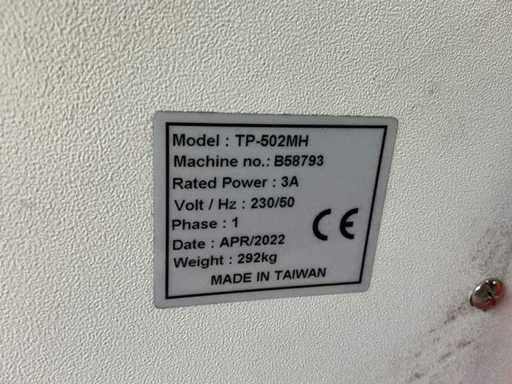 Model : TP-502MH
Machine no.: B58793
Rated Power : 3A
Volt / Hz : 230/50
Phase : 1
Date : APR/2022
Weight : 292kg
MADE IN TAIWAN
CE